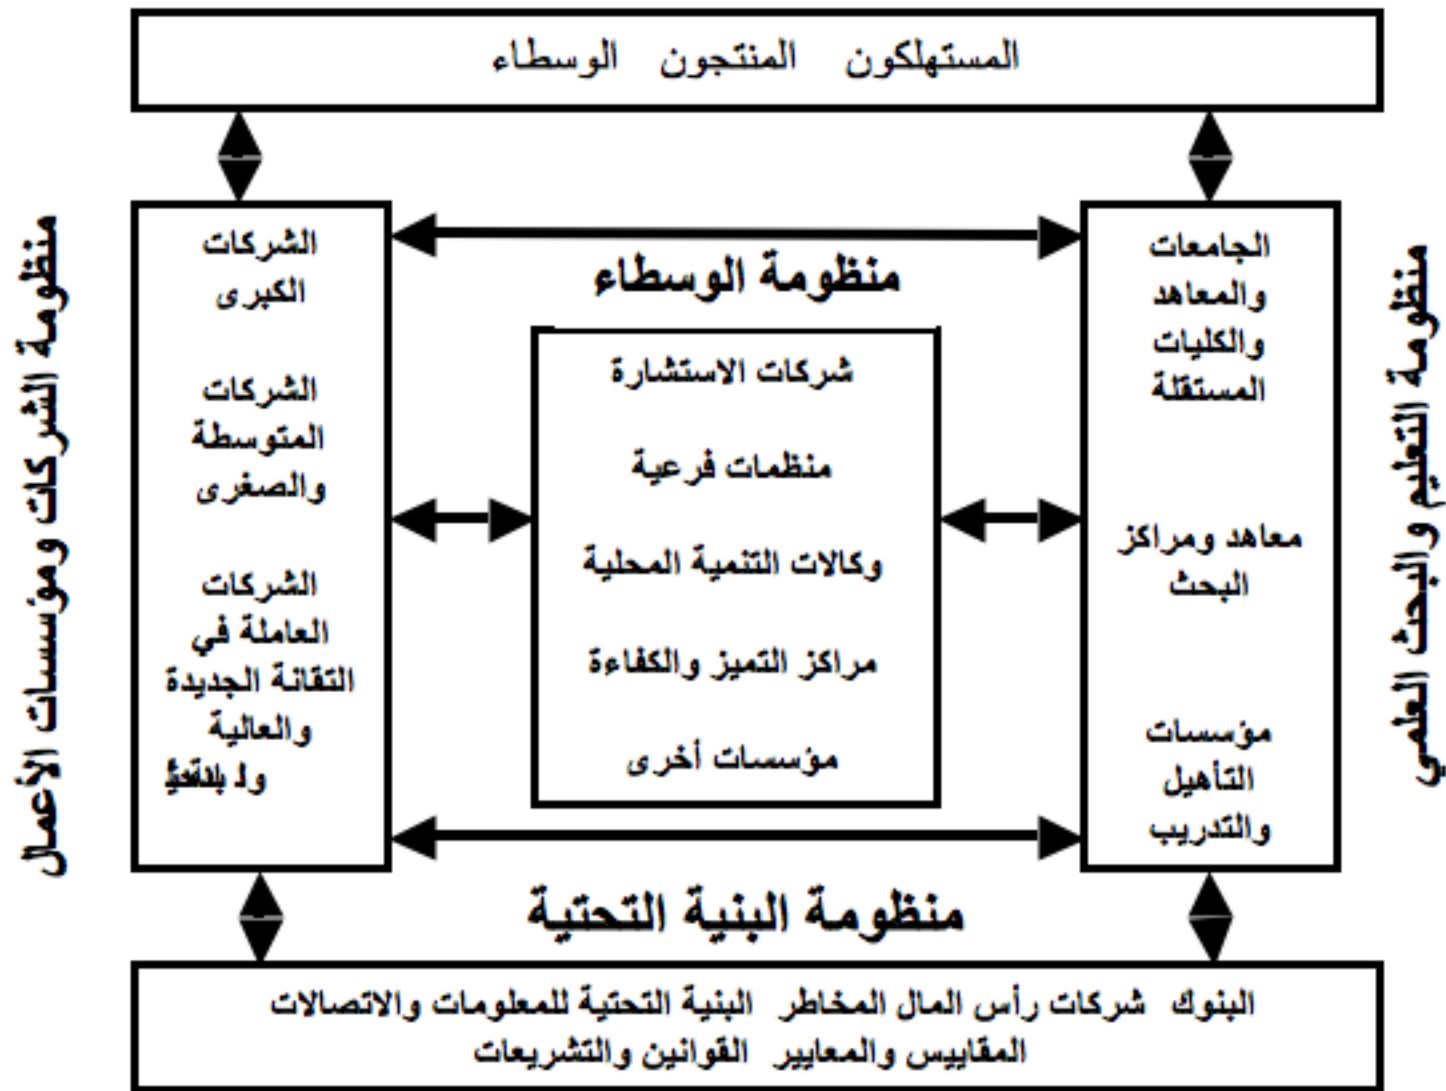 المستهلكون المنتجون الوسطاء
منظومة التعليم والبحث العلمي
الجامعات
والمعاهد
والكليات
المستقلة
معاهد ومراكز
البحث
مؤسسات
التأهيل
والتدريب
منظومة الوسطاء
شركات الاستشارة
منظمات فرعية
وكالات التنمية المحلية
مراكز التميز والكفاءة
مؤسسات أخرى
الشركات
الكبرى
الشركات
المتوسطة
والصغرى
الشركات
العاملة في
التقانة الجديدة
والعالية
منظومة الشركات ومؤسسات الأعمال
منظومة البنية التحتية
البنوك شركات رأس المال المخاطر البنية التحتية للمعلومات والاتصالات
المقاييس والمعايير القوانين والتشريعات